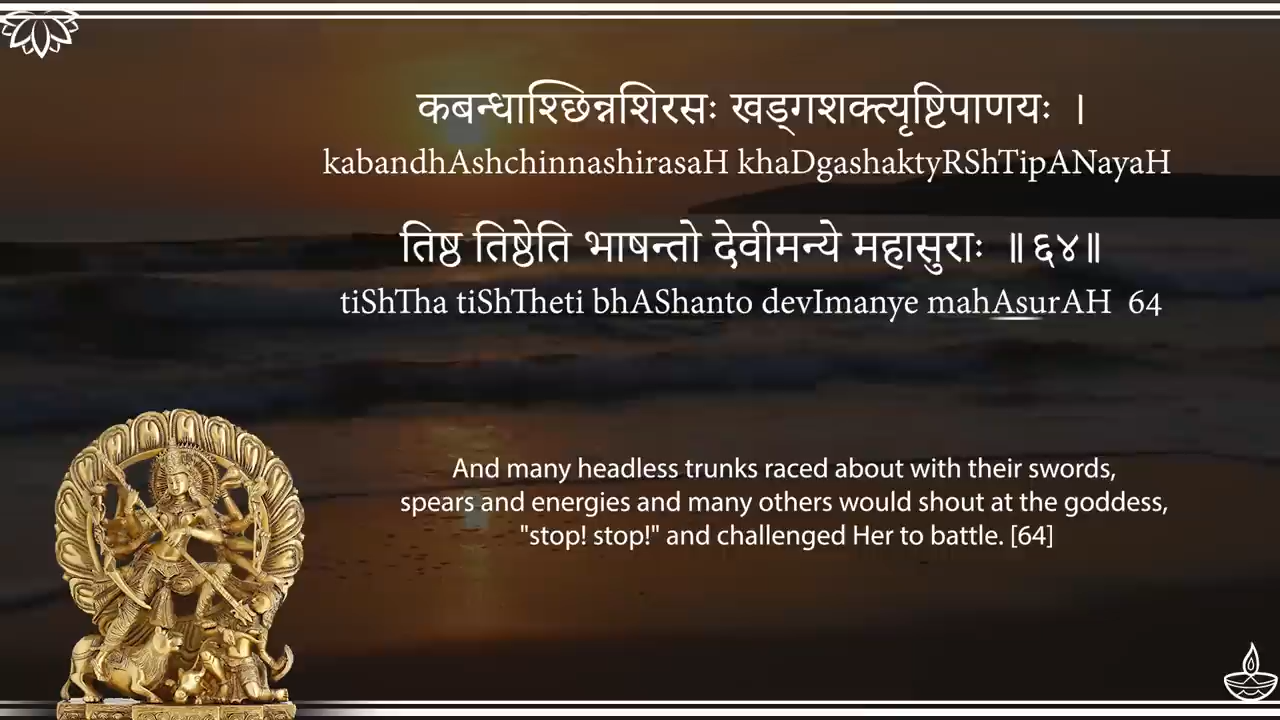 कबन्धाश्छिन्नशिरसः खड्गशक्त्यृष्टिपाणयः ।
kabandhAshchinnashirasaH khaDgashaktyRShTipANayaH
तिष्ठ तिष्ठेति भाषन्तो देवीमन्ये महासुराः ॥६४॥
tiShTha tiShTheti bhAShanto devImanye mahAsurAH 64
And many headless trunks raced about with their swords,
spears and energies and many others would shout at the goddess,
"stop! stop!" and challenged Her to battle. [64]